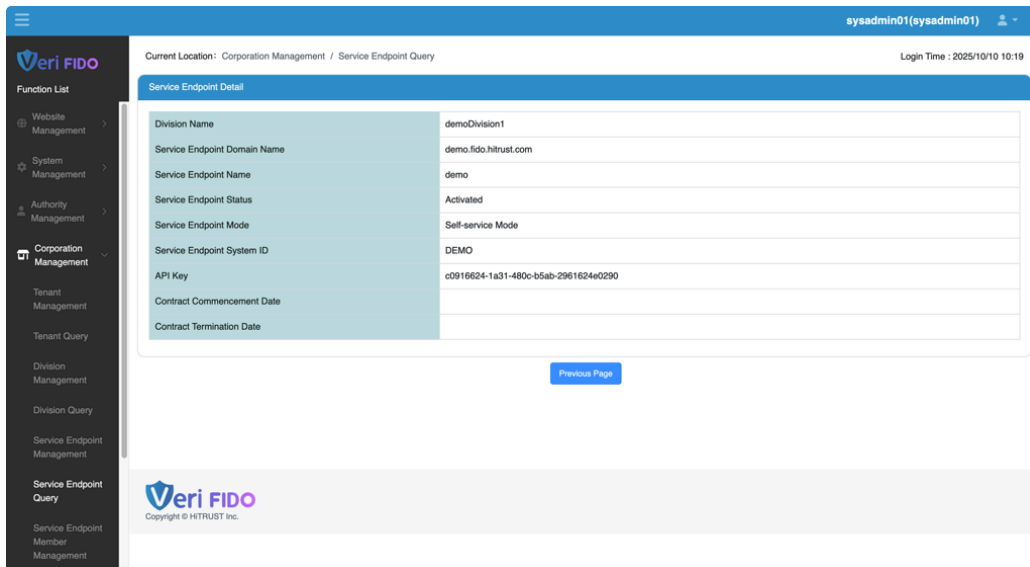 sysadmin01(sysadmin01)
Veri FIDO
Current Location: Corporation Management / Service Endpoint Query
Login Time : 2025/10/10 10:19
Function List
Website
Management
System
Management
Authority
Management
Corporation
Management
Tenant
Management
Tenant Query
Division
Management
Division Query
Service Endpoint
Management
Service Endpoint
Query
Service Endpoint
Member
Management
Service Endpoint Detail
Division Name demoDivision1
Service Endpoint Domain Name demo.fido.hitrust.com
Service Endpoint Name demo
Service Endpoint Status Activated
Service Endpoint Mode Self-service Mode
Service Endpoint System ID DEMO
API Key c0916624-1a31-480c-b5ab-2961624e0290
Contract Commencement Date
Contract Termination Date
Previous Page
Veri FIDO
Copyright © HiTRUST Inc.